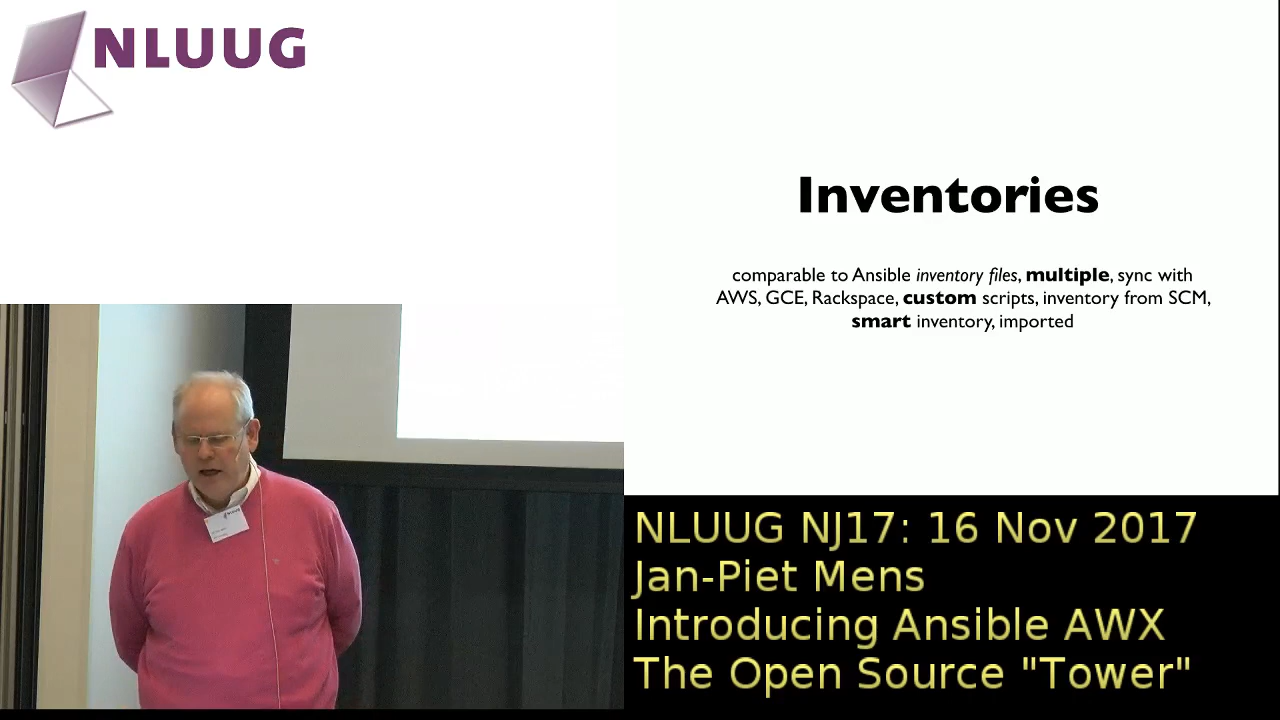 NLUUG
Inventories
comparable to Ansible inventory files, multiple, sync with
AWS, GCE, Rackspace, custom scripts, inventory from SCM,
smart inventory, imported
NLUUG
NLUUG NJ17: 16 Nov 2017
Jan-Piet Mens
Introducing Ansible AWX
The Open Source "Tower"